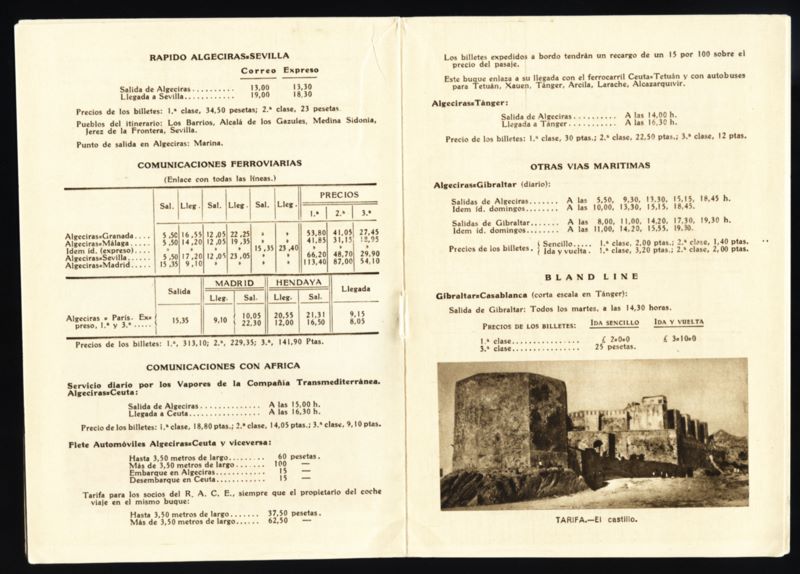 RAPIDO ALGECIRAS=SEVILLA
Correo Expreso
Salida de Algeciras.......... 13,00 13,30
Llegada a Sevilla............ 19,00 18,30
Precios de los billetes: 1.ª clase, 34,50 pesetas; 2.ª clase, 23 pesetas
Pueblos del itinerario: Los Barrios, Alcalá de los Gazules, Medina Sidonia,
Jerez de la Frontera, Sevilla.
Punto de salida en Algeciras: Marina.
COMUNICACIONES FERROVIARIAS
(Enlace con todas las líneas.)
Sal. Lleg. Sal. Lleg. Sal. Lleg. PRECIOS
1.ª 2.ª 3.ª
Algeciras=Granada.... 5,50 16,55 12,05 22,25 » » 53,80 41,05 27,45
Algeciras=Málaga..... 5,50 14,20 12,05 19,35 » » 41,85 31,15 18,95
Idem íd. (expreso)... » » » » 15,35 23,40 » » »
Algeciras=Sevilla..... 5,50 17,20 12,05 23,05 » » 66,20 48,70 29,90
Algeciras=Madrid..... 15,35 9,10 » » » » 113,40 87,00 54,10
Salida MADRID HENDAYA Llegada
Lleg. Sal. Lleg. Sal.
Algeciras = París. Ex=
preso, 1.ª y 3.ª ..... 15,35 9,10 10,05 20,55 21,31 9,15
22,30 12,00 16,50 8,05
Precios de los billetes: 1.ª, 313,10; 2.ª, 229,35; 3.ª, 141,90 Ptas.
COMUNICACIONES CON AFRICA
Servicio diario por los Vapores de la Compañía Transmediterránea.
Algeciras=Ceuta:
Salida de Algeciras.............. A las 15,00 h.
Llegada a Ceuta................. A las 16,30 h.
Precio de los billetes: 1.ª clase, 18,80 ptas.; 2.ª clase, 14,05 ptas.; 3.ª clase, 9,10 ptas.
Flete Automóviles Algeciras=Ceuta y viceversa:
Hasta 3,50 metros de largo......... 60 pesetas.
Más de 3,50 metros de largo....... 100 —
Embarque en Algeciras............ 15 —
Desembarque en Ceuta............ 15 —
Tarifa para los socios del R. A. C. E., siempre que el propietario del coche
viaje en el mismo buque:
Hasta 3,50 metros de largo....... 37,50 pesetas.
Más de 3,50 metros de largo...... 62,50 —
Los billetes expedidos a bordo tendrán un recargo de un 15 por 100 sobre el
precio del pasaje.
Este buque enlaza a su llegada con el ferrocarril Ceuta=Tetuán y con autobuses
para Tetuán, Xauen, Tánger, Arcila, Larache, Alcazarquivir.
Algeciras=Tánger:
Salida de Algeciras.......... A las 14,00 h.
Llegada a Tánger............ A las 16,30 h.
Precio de los billetes: 1.ª clase, 30 ptas.; 2.ª clase, 22,50 ptas.; 3.ª clase, 12 ptas.
OTRAS VIAS MARITIMAS
Algeciras=Gibraltar (diario):
Salidas de Algeciras...... A las 5,50, 9,30, 13,30, 15,15, 18,45 h.
Idem íd. domingos........ A las 10,00, 13,30, 15,15, 18,45.
Salidas de Gibraltar...... A las 8,00, 11,00, 14,20, 17,30, 19,30 h.
Idem íd. domingos....... A las 11,00, 14,20, 15,55, 19,30.
Precios de los billetes. Sencillo...... 1.ª clase, 2,00 ptas.; 2.ª clase, 1,40 ptas.
Ida y vuelta. 1.ª clase, 3,20 ptas.; 2.ª clase, 2,00 ptas.
BLAND LINE
Gibraltar=Casablanca (corta escala en Tánger):
Salida de Gibraltar: Todos los martes, a las 14,30 horas.
PRECIOS DE LOS BILLETES: IDA SENCILLO IDA Y VUELTA
1.ª clase................. £ 2=0=0 £ 3=10=0
3.ª clase................. 25 pesetas.
TARIFA.—El castillo.